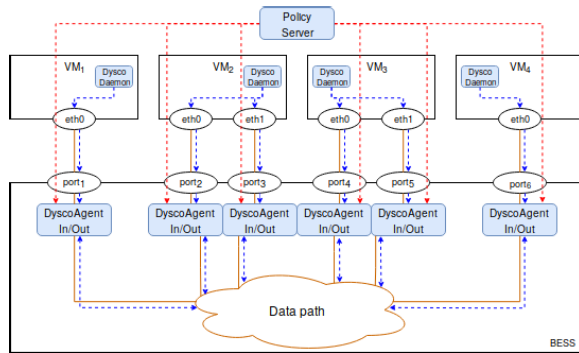 Policy
Server
VM1
Dysco
Daemon
VM2
Dysco
Daemon
VM3
Dysco
Daemon
VM4
Dysco
Daemon
eth0
eth0
eth1
eth0
eth1
eth0
port1
port2
port3
port4
port5
port6
DyscoAgent
In/Out
DyscoAgent
In/Out
DyscoAgent
In/Out
DyscoAgent
In/Out
DyscoAgent
In/Out
DyscoAgent
In/Out
Data path
BESS